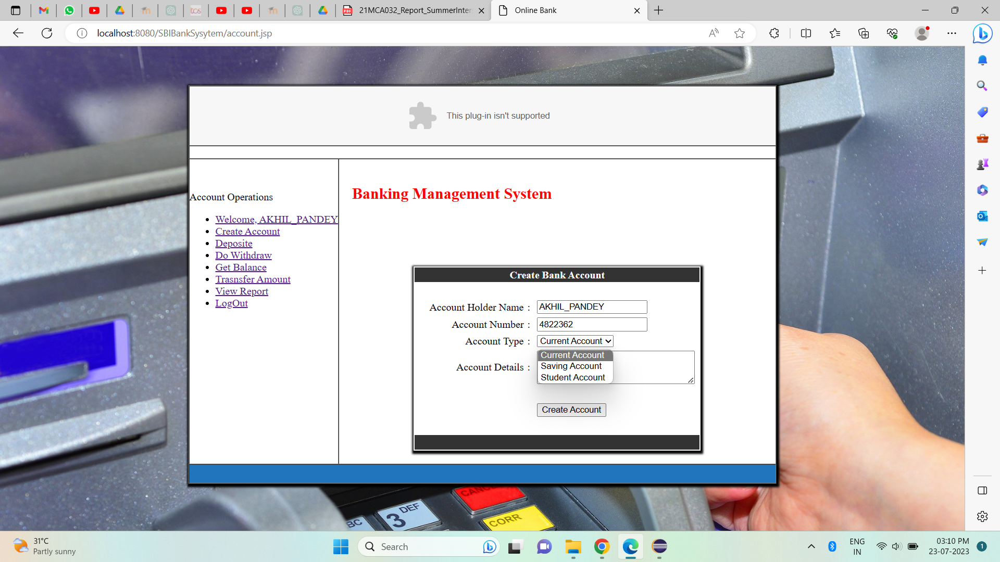 21MCA032_Report_SummerInter
Online Bank
localhost:8080/SBIBankSysytem/account.jsp
This plug-in isn't supported
Account Operations
Welcome, AKHIL_PANDEY
Create Account
Deposite
Do Withdraw
Get Balance
Trasnsfer Amount
View Report
LogOut
Banking Management System
Create Bank Account
Account Holder Name : AKHIL_PANDEY
Account Number : 4822362
Account Type : Current Account
Current Account
Saving Account
Student Account
Account Details :
Create Account
CANC
3 DEF
BC
CORR
31°C
Partly sunny
Search
ENG
IN
03:10 PM
23-07-2023
1